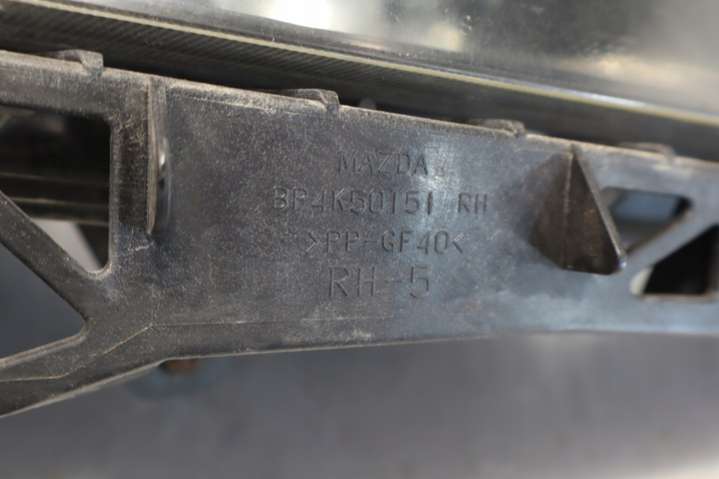 MAZDA
BP4K50151 RH
>PP-GF40<
RH-5